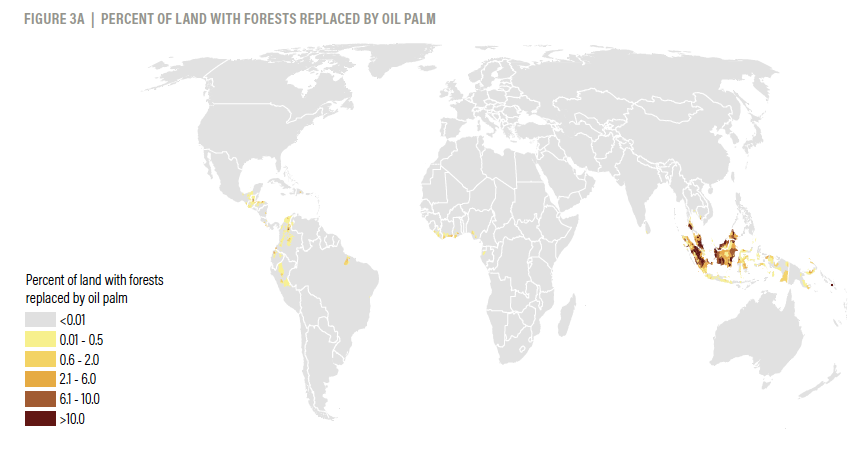 FIGURE 3A | PERCENT OF LAND WITH FORESTS REPLACED BY OIL PALM
Percent of land with forests
replaced by oil palm
<0.01
0.01 - 0.5
0.6 - 2.0
2.1 - 6.0
6.1 - 10.0
>10.0